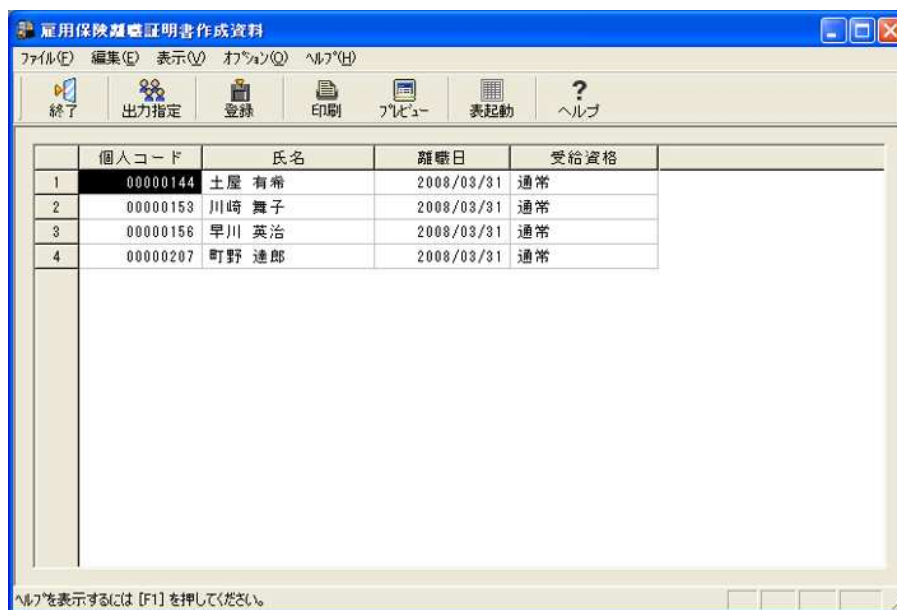 雇用保険離職証明書作成資料
ﾌｧｲﾙ(F) 編集(E) 表示(V) ｵﾌﾟｼｮﾝ(O) ﾍﾙﾌﾟ(H)
終了 出力指定 登録 印刷 ﾌﾟﾚﾋﾞｭｰ 表起動 ヘルプ
個人コード 氏名 離職日 受給資格
1 00000144 土屋 有希 2008/03/31 通常
2 00000153 川崎 舞子 2008/03/31 通常
3 00000156 早川 英治 2008/03/31 通常
4 00000207 町野 達郎 2008/03/31 通常
ﾍﾙﾌﾟを表示するには [F1] を押してください。